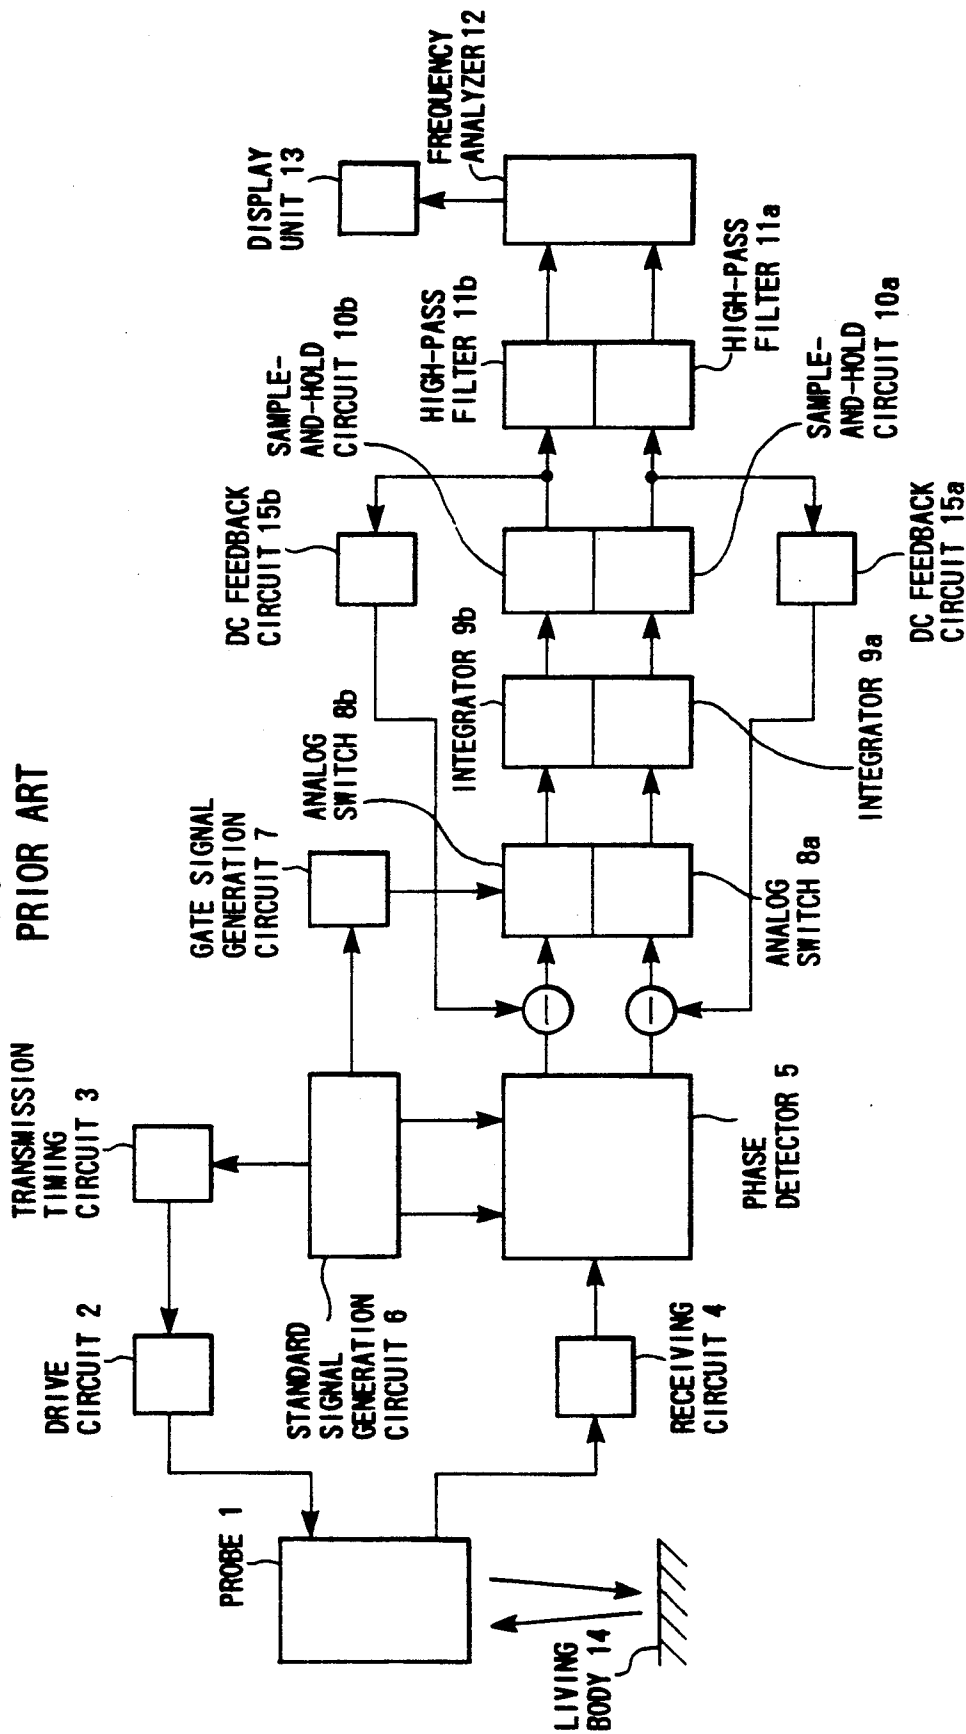 PRIOR ART
TRANSMISSION
TIMING
CIRCUIT 3
DRIVE
CIRCUIT 2
PROBE 1
LIVING
BODY 14
STANDARD
SIGNAL
GENERATION
CIRCUIT 6
RECEIVING
CIRCUIT 4
PHASE
DETECTOR 5
GATE SIGNAL
GENERATION
CIRCUIT 7
ANALOG
SWITCH 8b
ANALOG
SWITCH 8a
INTEGRATOR 9b
INTEGRATOR 9a
DC FEEDBACK
CIRCUIT 15b
DC FEEDBACK
CIRCUIT 15a
SAMPLE-
AND-HOLD
CIRCUIT 10b
SAMPLE-
AND-HOLD
CIRCUIT 10a
HIGH-PASS
FILTER 11b
HIGH-PASS
FILTER 11a
DISPLAY
UNIT 13
FREQUENCY
ANALYZER 12